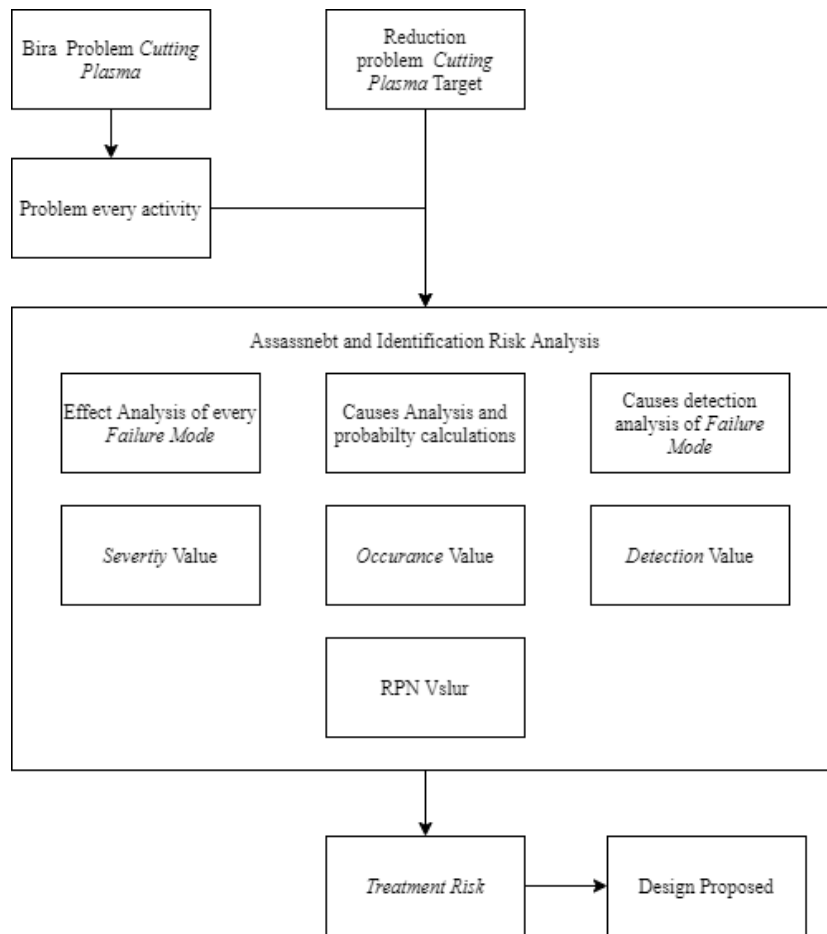 Bira Problem Cutting
Plasma
Reduction
problem Cutting
Plasma Target
Problem every activity
Assassnebt and Identification Risk Analysis
Effect Analysis of every
Failure Mode
Causes Analysis and
probabilty calculations
Causes detection
analysis of Failure
Mode
Severtiy Value
Occurance Value
Detection Value
RPN Vslur
Treatment Risk
Design Proposed